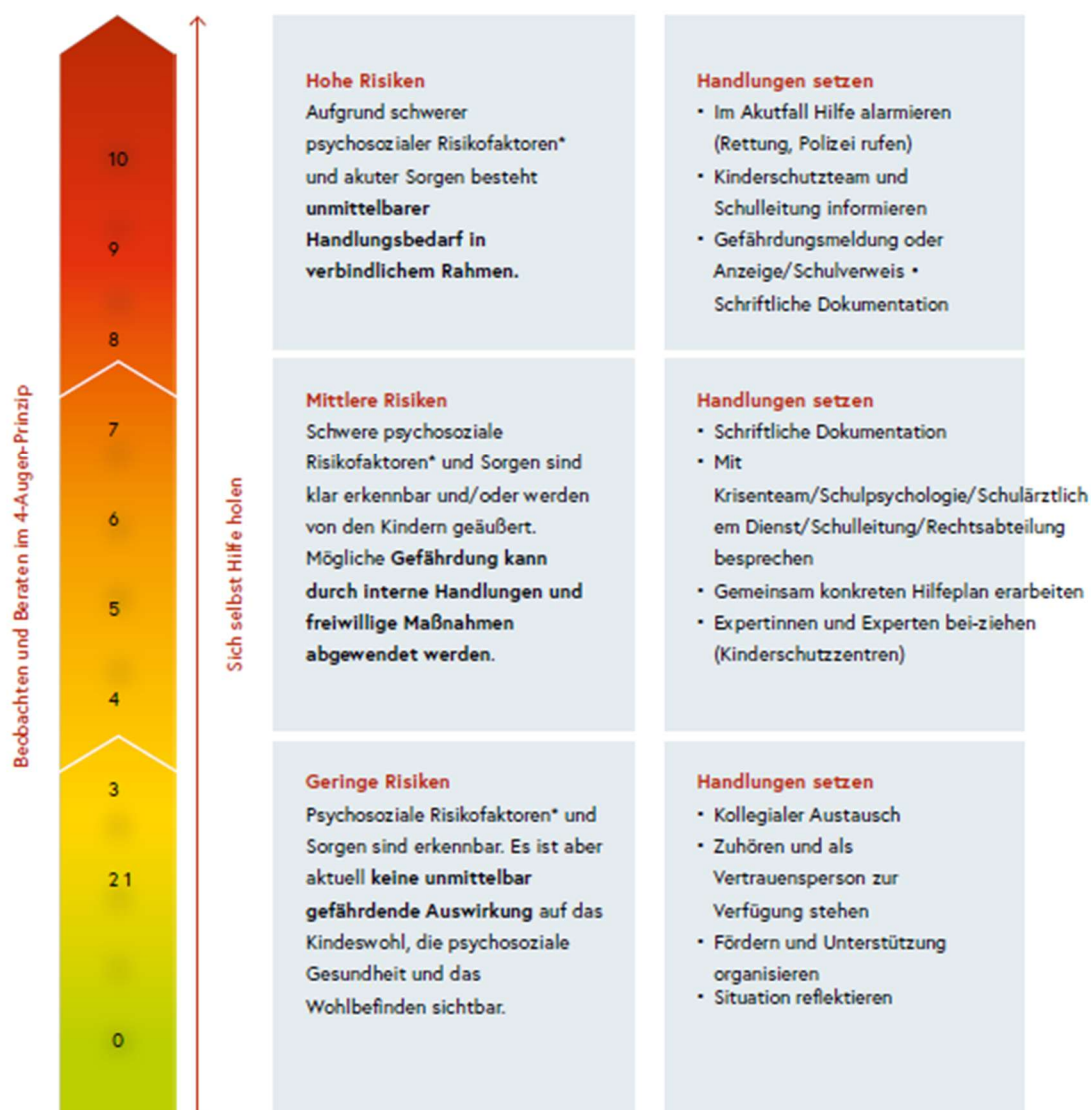 Beobachten und Beraten im 4-Augen-Prinzip
10
9
8
7
6
5
4
3
2 1
0
Sich selbst Hilfe holen
Hohe Risiken
Aufgrund schwerer
psychosozialer Risikofaktoren*
und akuter Sorgen besteht
unmittelbarer
Handlungsbedarf in
verbindlichem Rahmen.
Handlungen setzen
• Im Akutfall Hilfe alarmieren
(Rettung, Polizei rufen)
• Kinderschutzteam und
Schulleitung informieren
• Gefährdungsmeldung oder
Anzeige/Schulverweis •
Schriftliche Dokumentation
Mittlere Risiken
Schwere psychosoziale
Risikofaktoren* und Sorgen sind
klar erkennbar und/oder werden
von den Kindern geäußert.
Mögliche Gefährdung kann
durch interne Handlungen und
freiwillige Maßnahmen
abgewendet werden.
Handlungen setzen
• Schriftliche Dokumentation
• Mit
Krisenteam/Schulpsychologie/Schulärztlich
em Dienst/Schulleitung/Rechtsabteilung
besprechen
• Gemeinsam konkreten Hilfeplan erarbeiten
• Expertinnen und Experten bei-ziehen
(Kinderschutzzentren)
Geringe Risiken
Psychosoziale Risikofaktoren* und
Sorgen sind erkennbar. Es ist aber
aktuell keine unmittelbar
gefährdende Auswirkung auf das
Kindeswohl, die psychosoziale
Gesundheit und das
Wohlbefinden sichtbar.
Handlungen setzen
• Kollegialer Austausch
• Zuhören und als
Vertrauensperson zur
Verfügung stehen
• Fördern und Unterstützung
organisieren
• Situation reflektieren